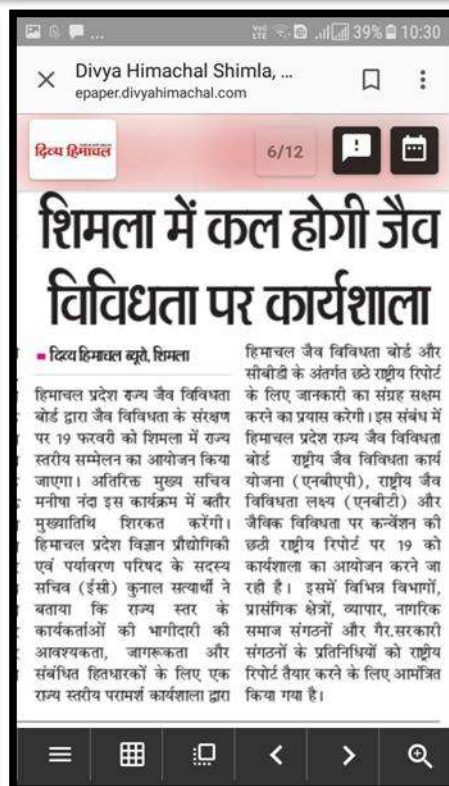 VoD LTE 39% 10:30
Divya Himachal Shimla, ...
epaper.divyahimachal.com
दिव्य हिमाचल
6/12
शिमला में कल होगी जैव
विविधता पर कार्यशाला
दिव्य हिमाचल ब्यूरो, शिमला
हिमाचल प्रदेश राज्य जैव विविधता
बोर्ड द्वारा जैव विविधता के संरक्षण
पर 19 फरवरी को शिमला में राज्य
स्तरीय सम्मेलन का आयोजन किया
जाएगा। अतिरिक्त मुख्य सचिव
मनीषा नंदा इस कार्यक्रम में बतौर
मुख्यातिथि शिरकत करेंगी।
हिमाचल प्रदेश विज्ञान प्रौद्योगिकी
एवं पर्यावरण परिषद के सदस्य
सचिव (ईसी) कुनाल सत्यार्थी ने
बताया कि राज्य स्तर के
कार्यकर्ताओं की भागीदारी की
आवश्यकता, जागरूकता और
संबंधित हितधारकों के लिए एक
राज्य स्तरीय परामर्श कार्यशाला द्वारा
हिमाचल जैव विविधता बोर्ड और
सीबीडी के अंतर्गत छठे राष्ट्रीय रिपोर्ट
के लिए जानकारी का संग्रह सक्षम
करने का प्रयास करेगी। इस संबंध में
हिमाचल प्रदेश राज्य जैव विविधता
बोर्ड राष्ट्रीय जैव विविधता कार्य
योजना (एनबीएपी), राष्ट्रीय जैव
विविधता लक्ष्य (एनबीटी) और
जैविक विविधता पर कन्वेंशन की
छठी राष्ट्रीय रिपोर्ट पर 19 को
कार्यशाला का आयोजन करने जा
रही है। इसमें विभिन्न विभागों,
प्रासंगिक क्षेत्रों, व्यापार, नागरिक
समाज संगठनों और गैर.सरकारी
संगठनों के प्रतिनिधियों को राष्ट्रीय
रिपोर्ट तैयार करने के लिए आमंत्रित
किया गया है।